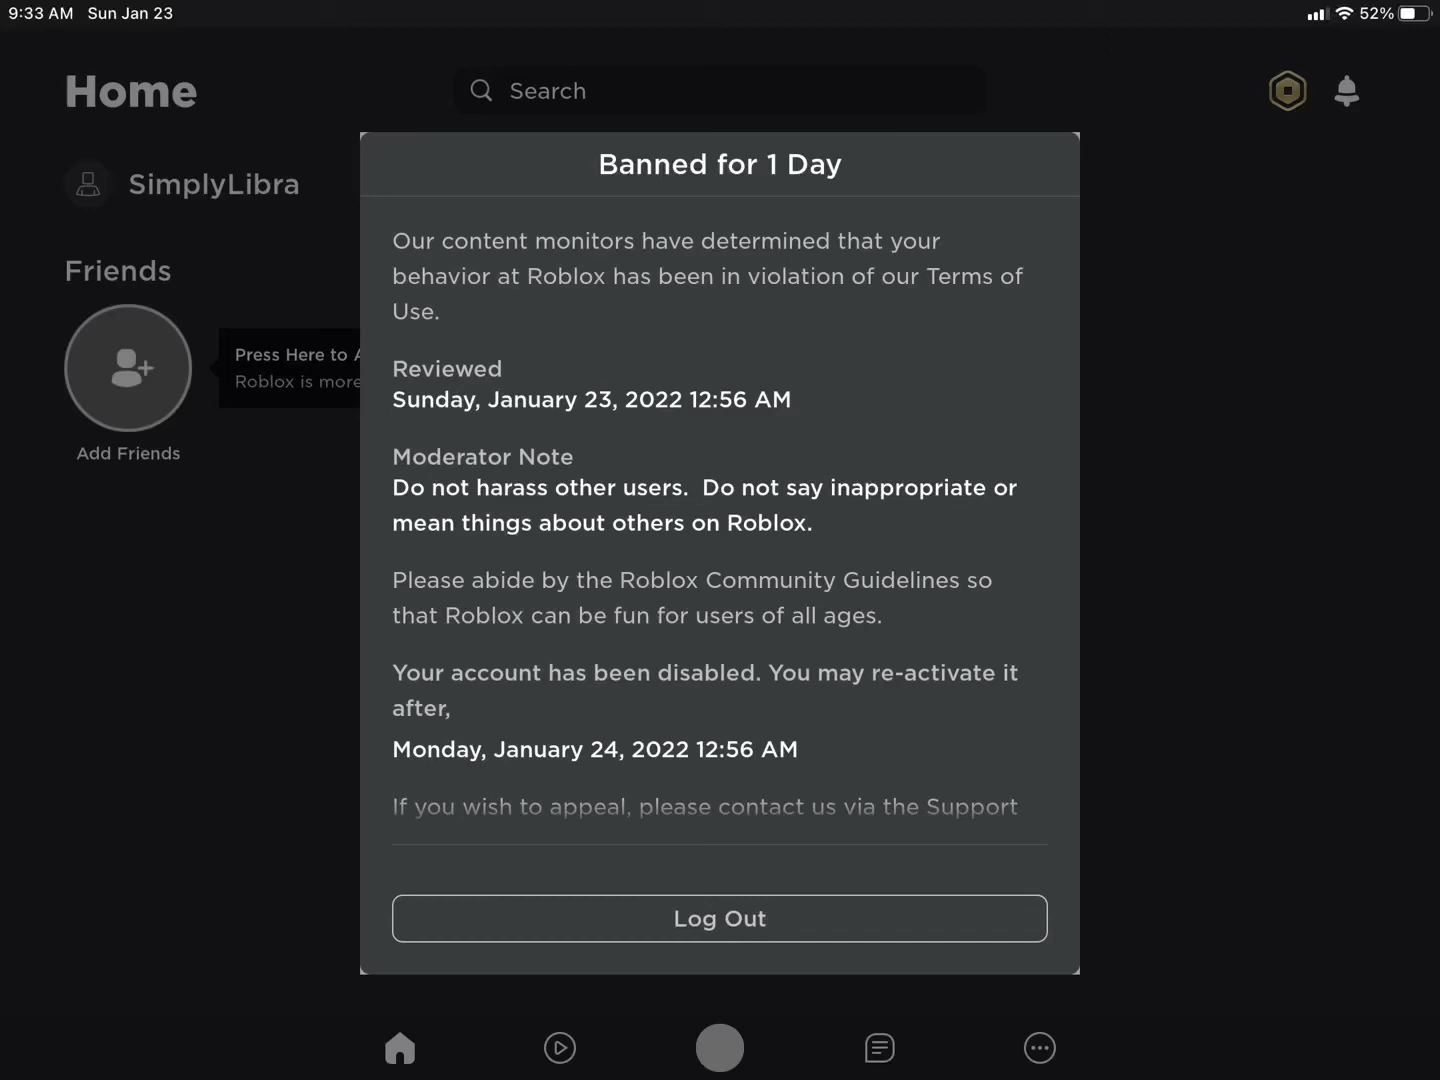 9:33 AM Sun Jan 23
52%
Home
Search
SimplyLibra
Friends
Press Here to A
Roblox is more
Add Friends
Banned for 1 Day
Our content monitors have determined that your
behavior at Roblox has been in violation of our Terms of
Use.
Reviewed
Sunday, January 23, 2022 12:56 AM
Moderator Note
Do not harass other users.  Do not say inappropriate or
mean things about others on Roblox.
Please abide by the Roblox Community Guidelines so
that Roblox can be fun for users of all ages.
Your account has been disabled. You may re-activate it
after,
Monday, January 24, 2022 12:56 AM
If you wish to appeal, please contact us via the Support
Log Out